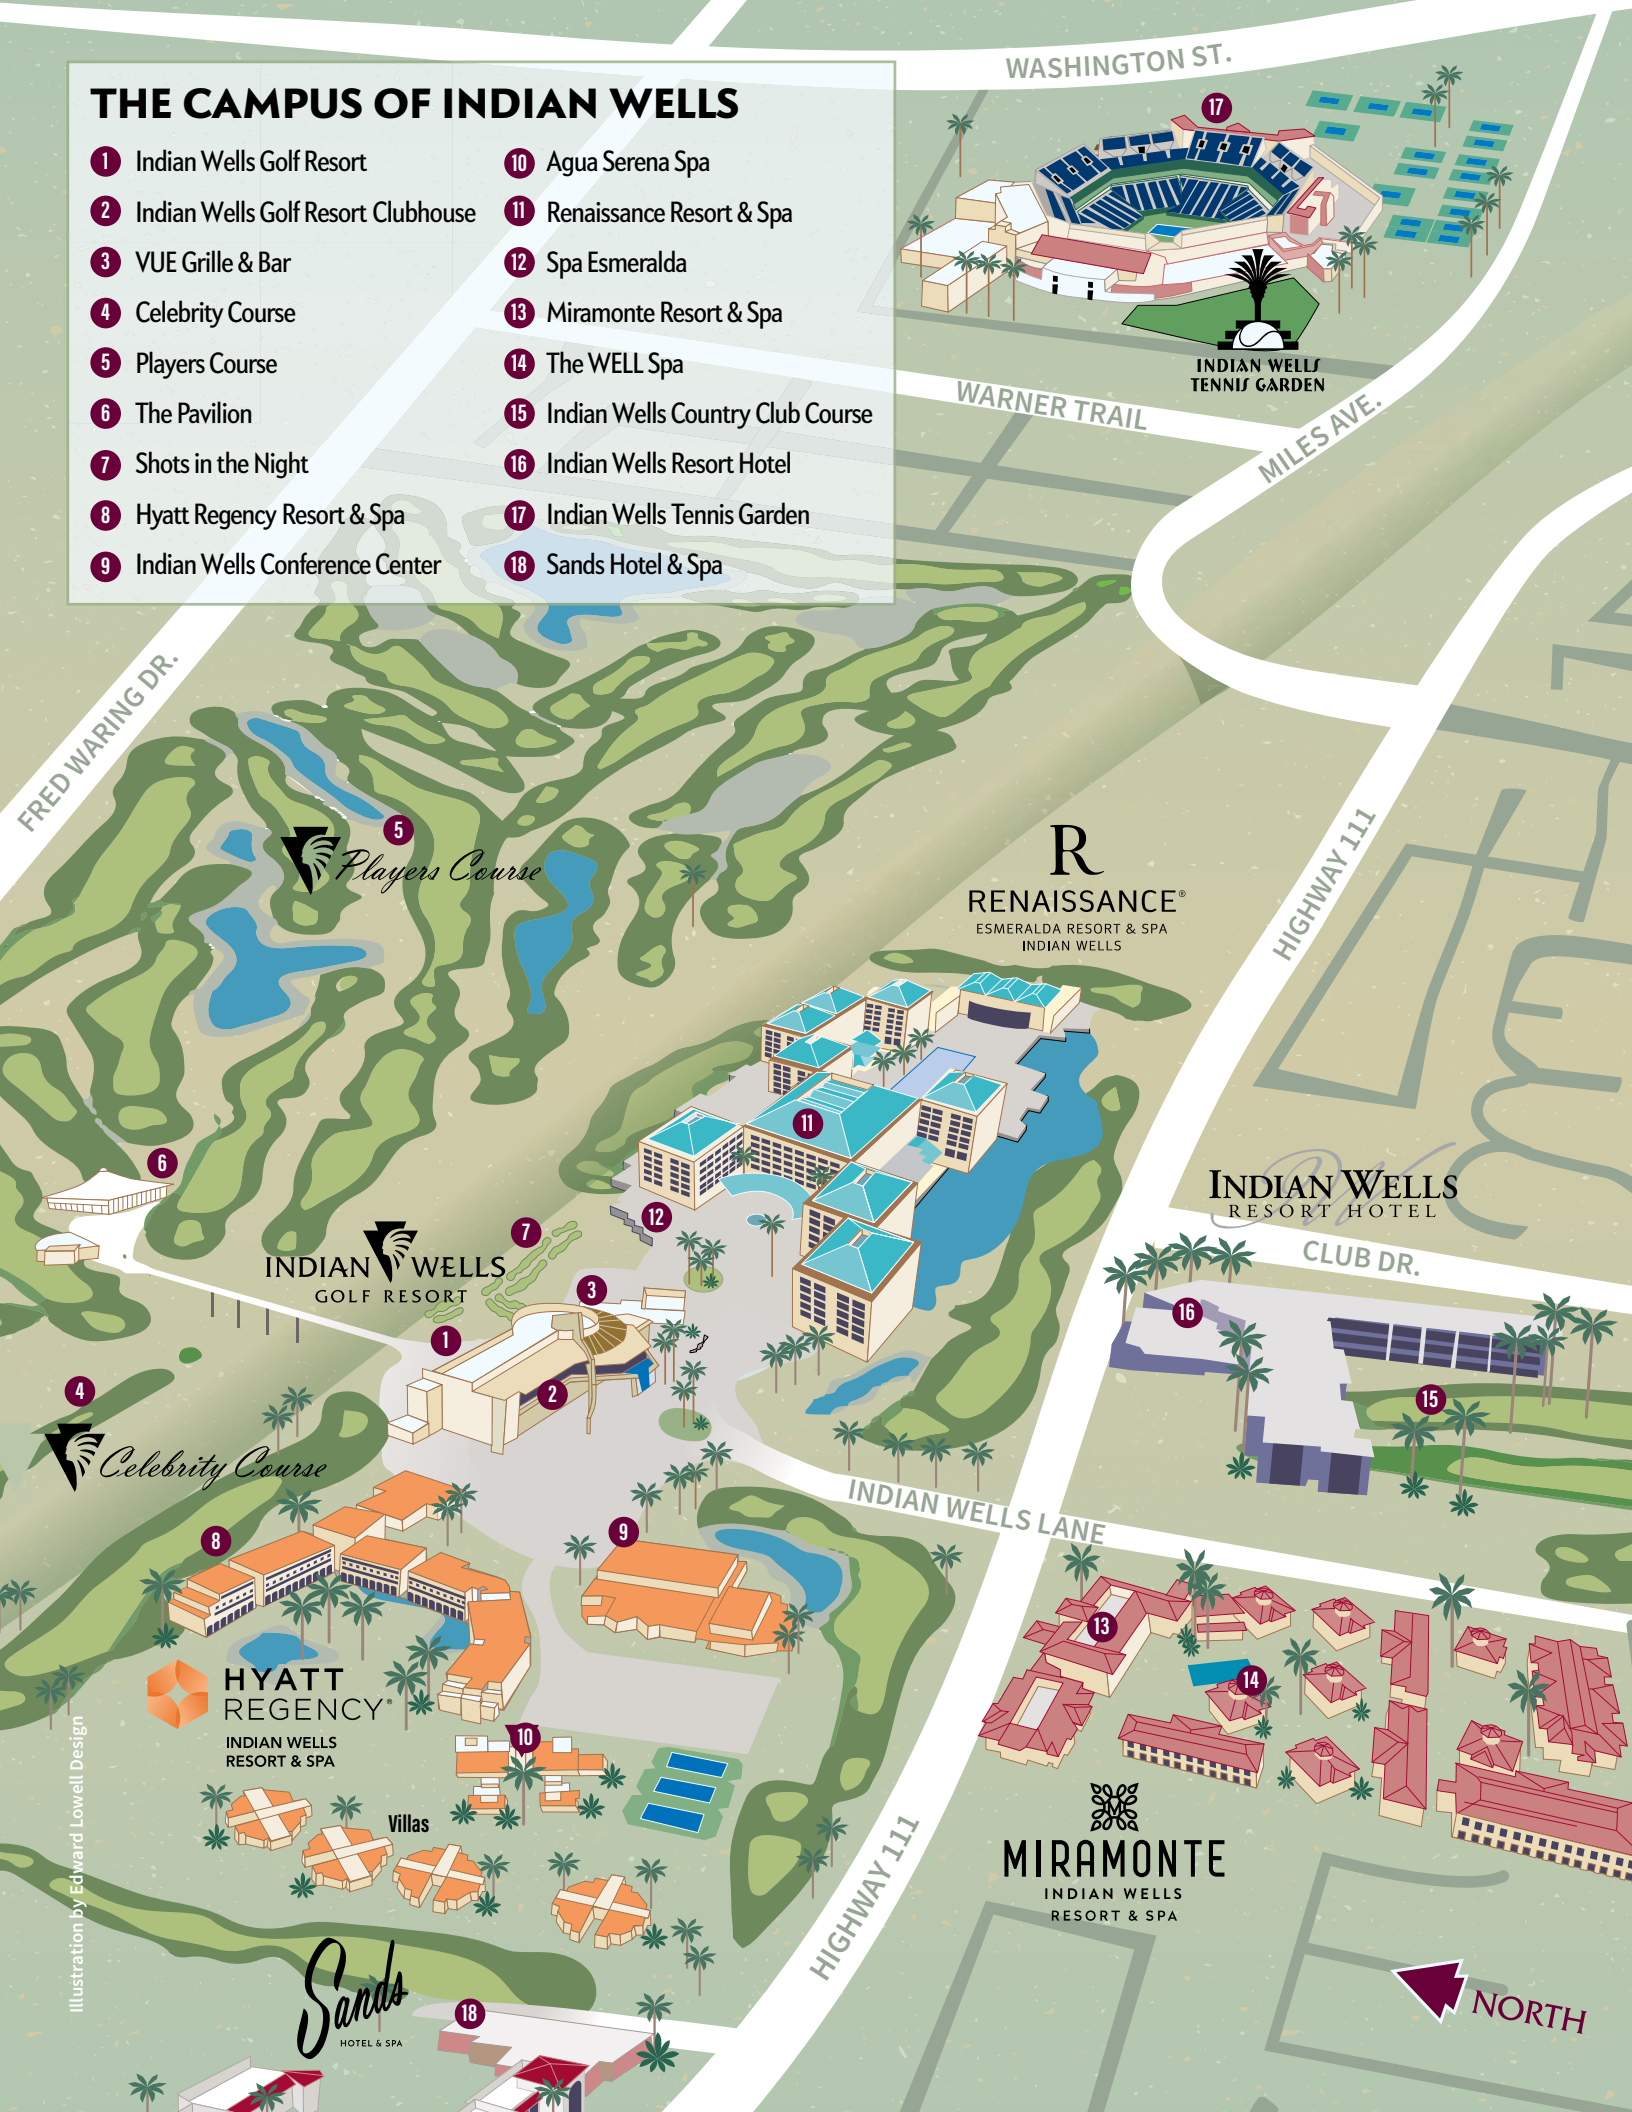 THE CAMPUS OF INDIAN WELLS
1 Indian Wells Golf Resort
2 Indian Wells Golf Resort Clubhouse
3 VUE Grille & Bar
4 Celebrity Course
5 Players Course
6 The Pavilion
7 Shots in the Night
8 Hyatt Regency Resort & Spa
9 Indian Wells Conference Center
10 Agua Serena Spa
11 Renaissance Resort & Spa
12 Spa Esmeralda
13 Miramonte Resort & Spa
14 The WELL Spa
15 Indian Wells Country Club Course
16 Indian Wells Resort Hotel
17 Indian Wells Tennis Garden
18 Sands Hotel & Spa
WASHINGTON ST.
17
INDIAN WELLS
TENNIS GARDEN
WARNER TRAIL
MILES AVE.
FRED WARING DR.
5
Players Course
R
RENAISSANCE®
ESMERALDA RESORT & SPA
INDIAN WELLS
HIGHWAY 111
11
6
12
7
INDIAN WELLS
GOLF RESORT
3
1
2
4
Celebrity Course
W
INDIAN WELLS
RESORT HOTEL
CLUB DR.
16
15
INDIAN WELLS LANE
8
9
13
14
HYATT
REGENCY®
INDIAN WELLS
RESORT & SPA
10
Villas
HIGHWAY 111
M
MIRAMONTE
INDIAN WELLS
RESORT & SPA
Illustration by Edward Lowell Design
Sands
HOTEL & SPA
18
NORTH